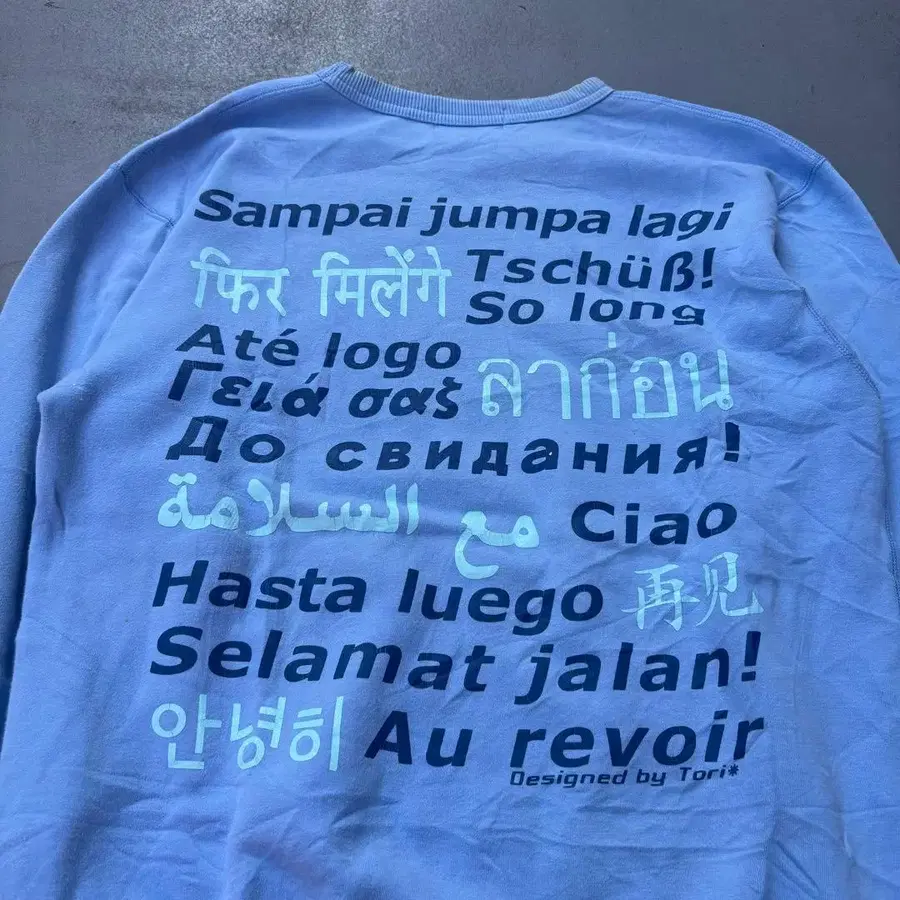 Sampai jumpa lagi
फिर मिलेंगे Tschüß!
So long
Até logo
Γειά σας ลาก่อน
До свидания!
مع السلامة Ciao
Hasta luego 再见
Selamat jalan!
안녕히 Au revoir
Designed by Tori*